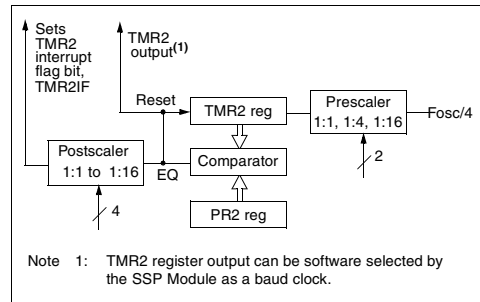 Sets
TMR2
interrupt
flag bit,
TMR2IF
TMR2
output(1)
Reset
TMR2 reg
Prescaler
1:1, 1:4, 1:16
Fosc/4
2
Postscaler
1:1 to 1:16
EQ
Comparator
4
PR2 reg
Note 1: TMR2 register output can be software selected by
the SSP Module as a baud clock.